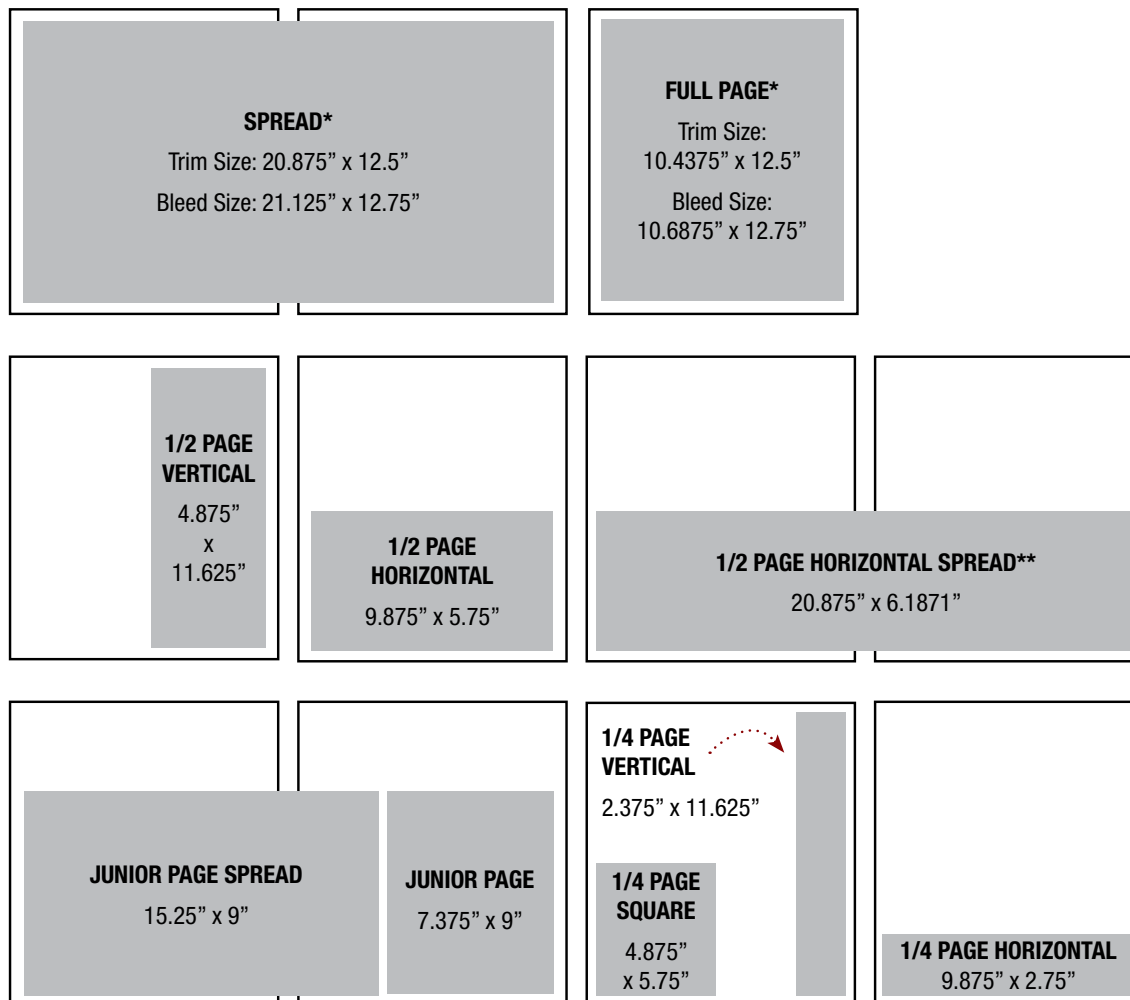 SPREAD*
Trim Size: 20.875” x 12.5”
Bleed Size: 21.125” x 12.75”
FULL PAGE*
Trim Size:
10.4375” x 12.5”
Bleed Size:
10.6875” x 12.75”
1/2 PAGE
VERTICAL
4.875”
x
11.625”
1/2 PAGE
HORIZONTAL
9.875” x 5.75”
1/2 PAGE HORIZONTAL SPREAD**
20.875” x 6.1871”
JUNIOR PAGE SPREAD
15.25” x 9”
JUNIOR PAGE
7.375” x 9”
1/4 PAGE
VERTICAL
2.375” x 11.625”
1/4 PAGE
SQUARE
4.875”
x 5.75”
1/4 PAGE HORIZONTAL
9.875” x 2.75”